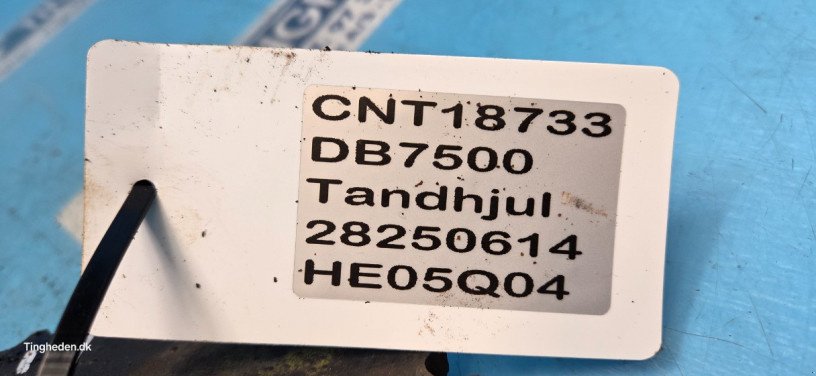 CNT18733
DB7500
Tandhjul
28250614
HE05Q04
Tingheden.dk